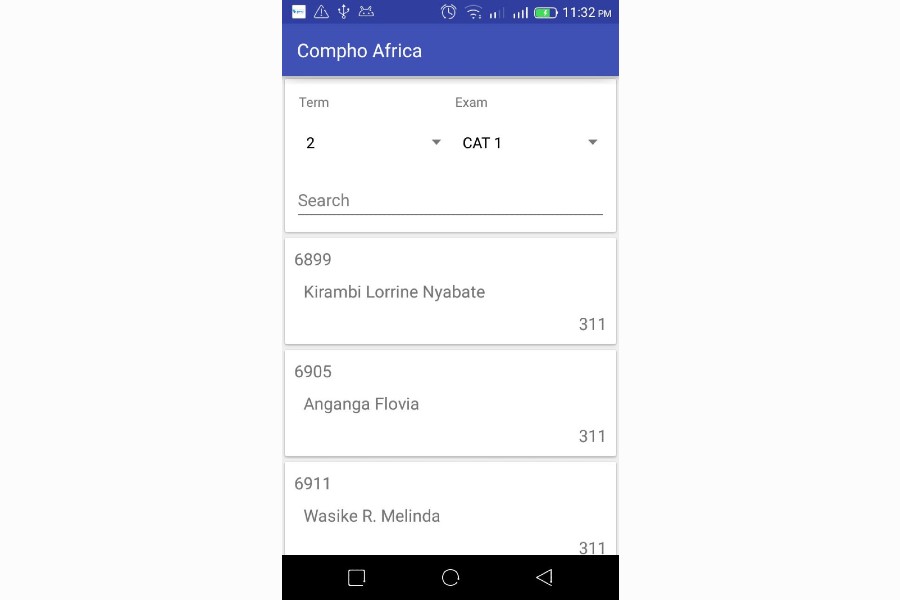 11:32 PM
Compho Africa
Term
Exam
2
CAT 1
Search
6899
Kirambi Lorrine Nyabate
311
6905
Anganga Flovia
311
6911
Wasike R. Melinda
311